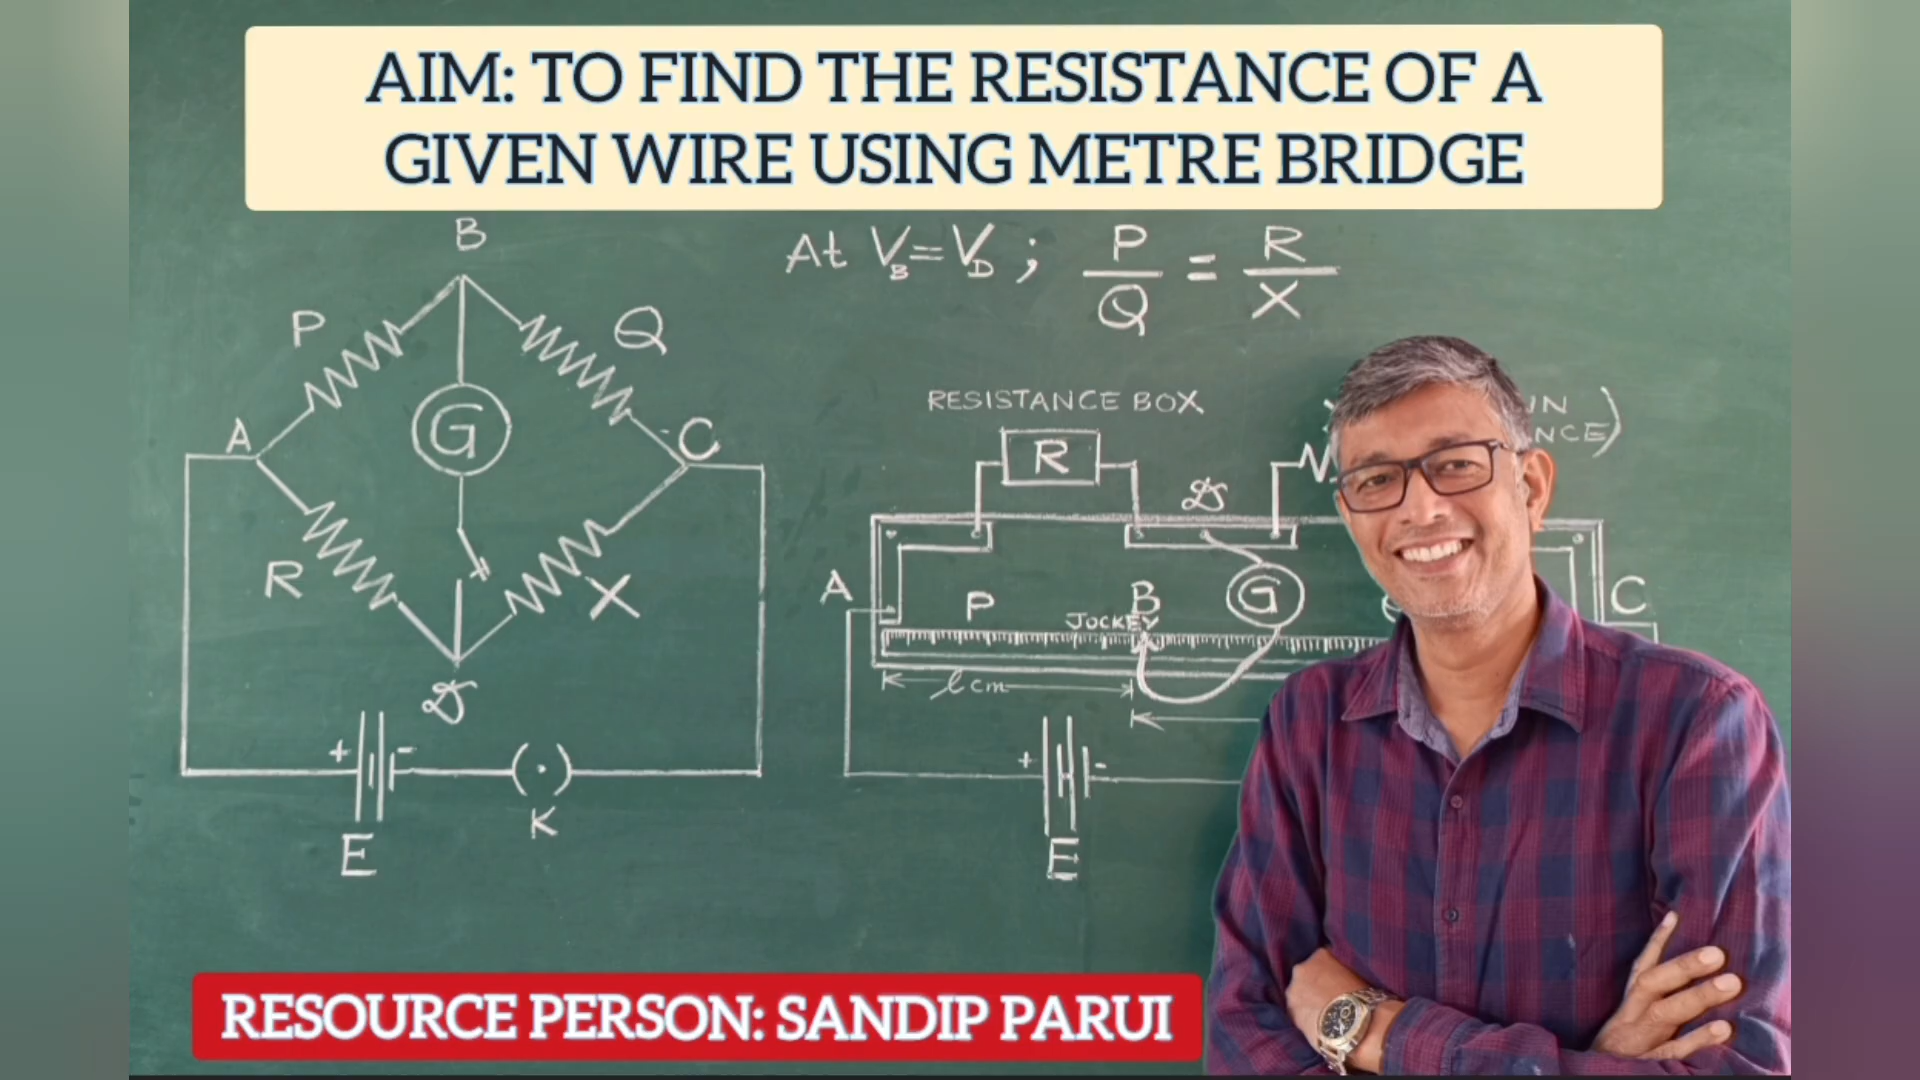 AIM: TO FIND THE RESISTANCE OF A
GIVEN WIRE USING METRE BRIDGE
At V_B=V_D ; P/Q = R/X
B
P
Q
A
G
C
R
X
D
+ -
E
K
RESISTANCE BOX
R
D
A
P
B
G
C
JOCKEY
l cm
+ -
E
RESOURCE PERSON: SANDIP PARUI